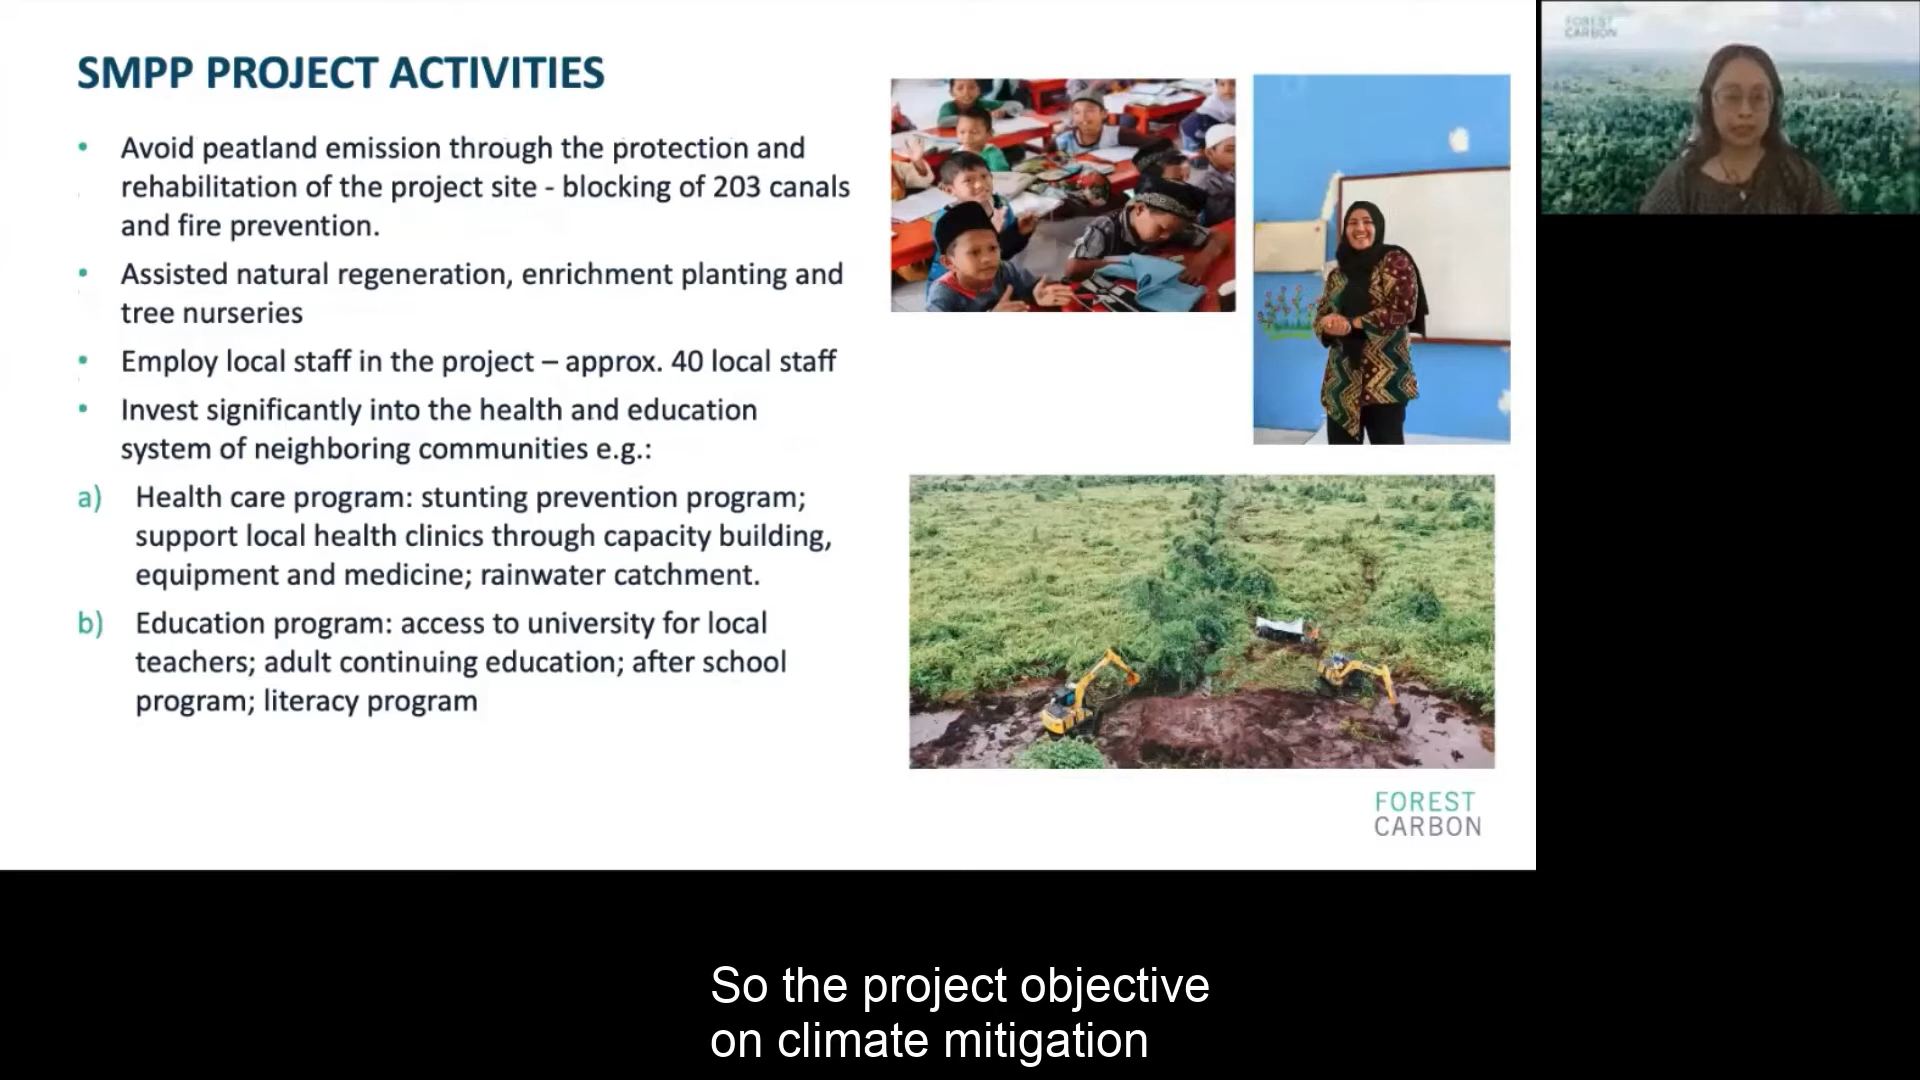 SMPP PROJECT ACTIVITIES
• Avoid peatland emission through the protection and
rehabilitation of the project site - blocking of 203 canals
and fire prevention.
• Assisted natural regeneration, enrichment planting and
tree nurseries
• Employ local staff in the project – approx. 40 local staff
• Invest significantly into the health and education
system of neighboring communities e.g.:
a) Health care program: stunting prevention program;
support local health clinics through capacity building,
equipment and medicine; rainwater catchment.
b) Education program: access to university for local
teachers; adult continuing education; after school
program; literacy program
FOREST
CARBON
FOREST
CARBON
So the project objective
on climate mitigation